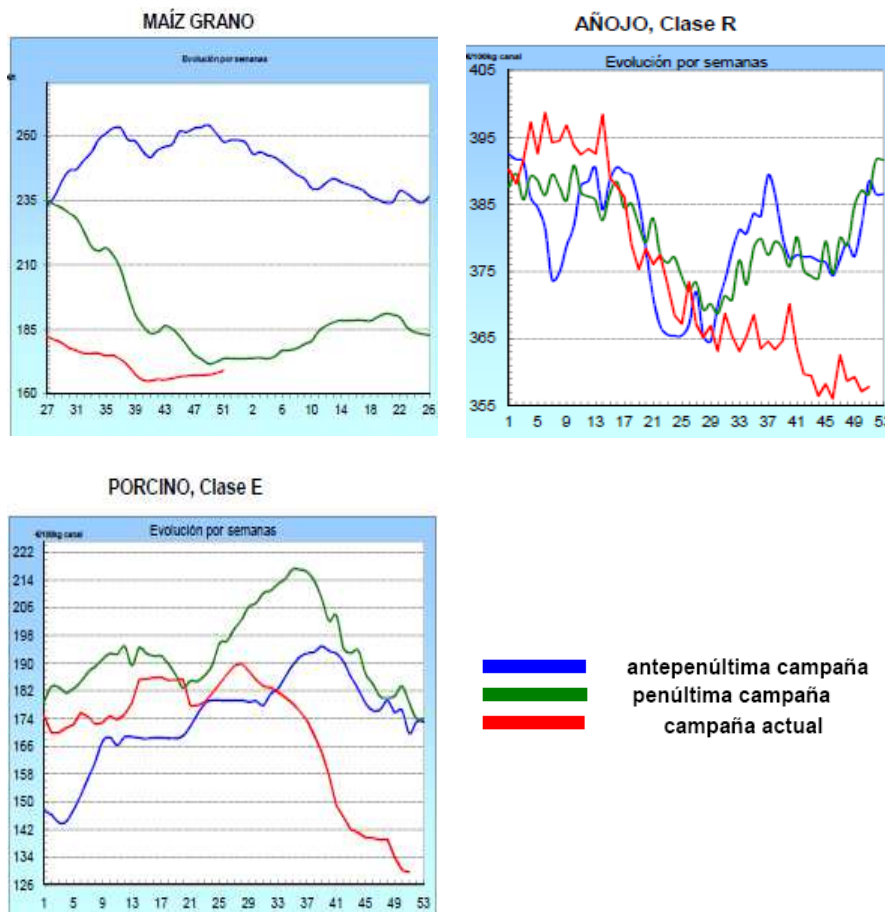 MAÍZ GRANO
Evolución por semanas
260
235
210
185
160
27 31 35 39 43 47 51 2 6 10 14 18 22 26
AÑOJO, Clase R
€/100kg canal
Evolución por semanas
405
395
385
375
365
355
1 5 9 13 17 21 25 29 33 37 41 45 49 53
PORCINO, Clase E
€/100kg canal
Evolución por semanas
222
214
206
198
190
182
174
166
158
150
142
134
126
1 5 9 13 17 21 25 29 33 37 41 45 49 53
antepenúltima campaña
penúltima campaña
campaña actual